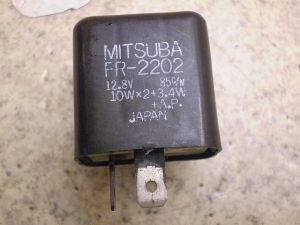 MITSUBA
FR-2202
12.8V 85c/m
10W×2+3.4W
+A.P.
JAPAN